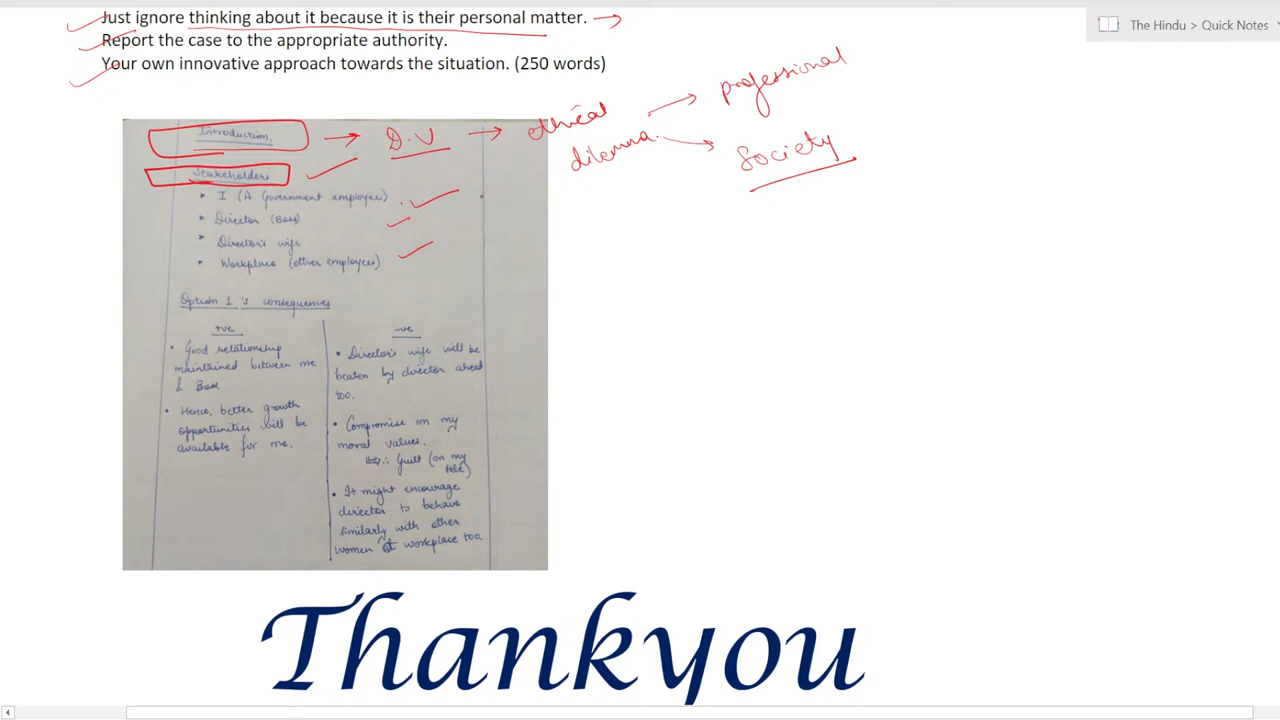 Just ignore thinking about it because it is their personal matter.
Report the case to the appropriate authority.
Your own innovative approach towards the situation. (250 words)
The Hindu > Quick Notes
professional
Introduction
D.V
ethical
dilemma
Society
Stakeholders
I (A Government employee)
Director (Boss)
Director's wife
Workplace (other employees)
Option 1's consequences
+ve
Good relationship
maintained between me
& Boss
Hence, better growth
opportunities will be
available for me.
-ve
Director's wife will be
beaten by director ahead
too.
Compromise on my
moral values.
∴ Guilt (on my
It might encourage
director to behave
similarly with other
women at workplace too.
Thankyou